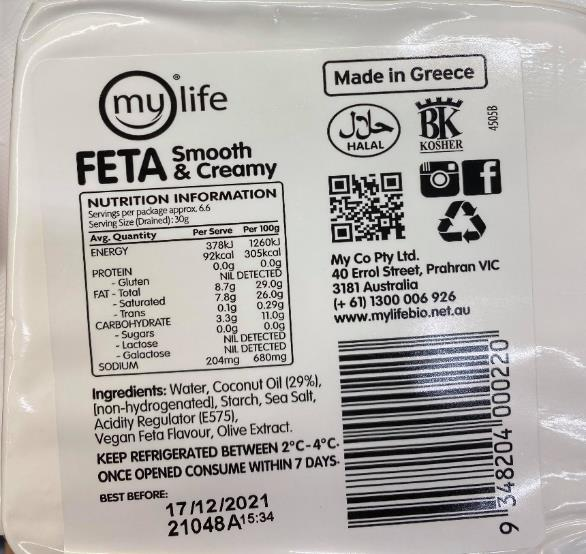 my life ®
FETA Smooth & Creamy
NUTRITION INFORMATION
Servings per package approx. 6.6
Serving Size (Drained): 30g
Avg. Quantity Per Serve Per 100g
ENERGY 378kJ 1260kJ
92kcal 305kcal
PROTEIN 0.0g 0.0g
- Gluten NIL DETECTED
FAT - Total 8.7g 29.0g
- Saturated 7.8g 26.0g
- Trans 0.1g 0.29g
CARBOHYDRATE 3.3g 11.0g
- Sugars 0.0g 0.0g
- Lactose NIL DETECTED
- Galactose NIL DETECTED
SODIUM 204mg 680mg
Ingredients: Water, Coconut Oil (29%),
[non-hydrogenated], Starch, Sea Salt,
Acidity Regulator (E575),
Vegan Feta Flavour, Olive Extract.
KEEP REFRIGERATED BETWEEN 2°C-4°C.
ONCE OPENED CONSUME WITHIN 7 DAYS.
BEST BEFORE:
17/12/2021
21048A15:34
Made in Greece
حلال
HALAL
BK
KOSHER
4505B
f
My Co Pty Ltd.
40 Errol Street, Prahran VIC
3181 Australia
(+ 61) 1300 006 926
www.mylifebio.net.au
9 348204 000220